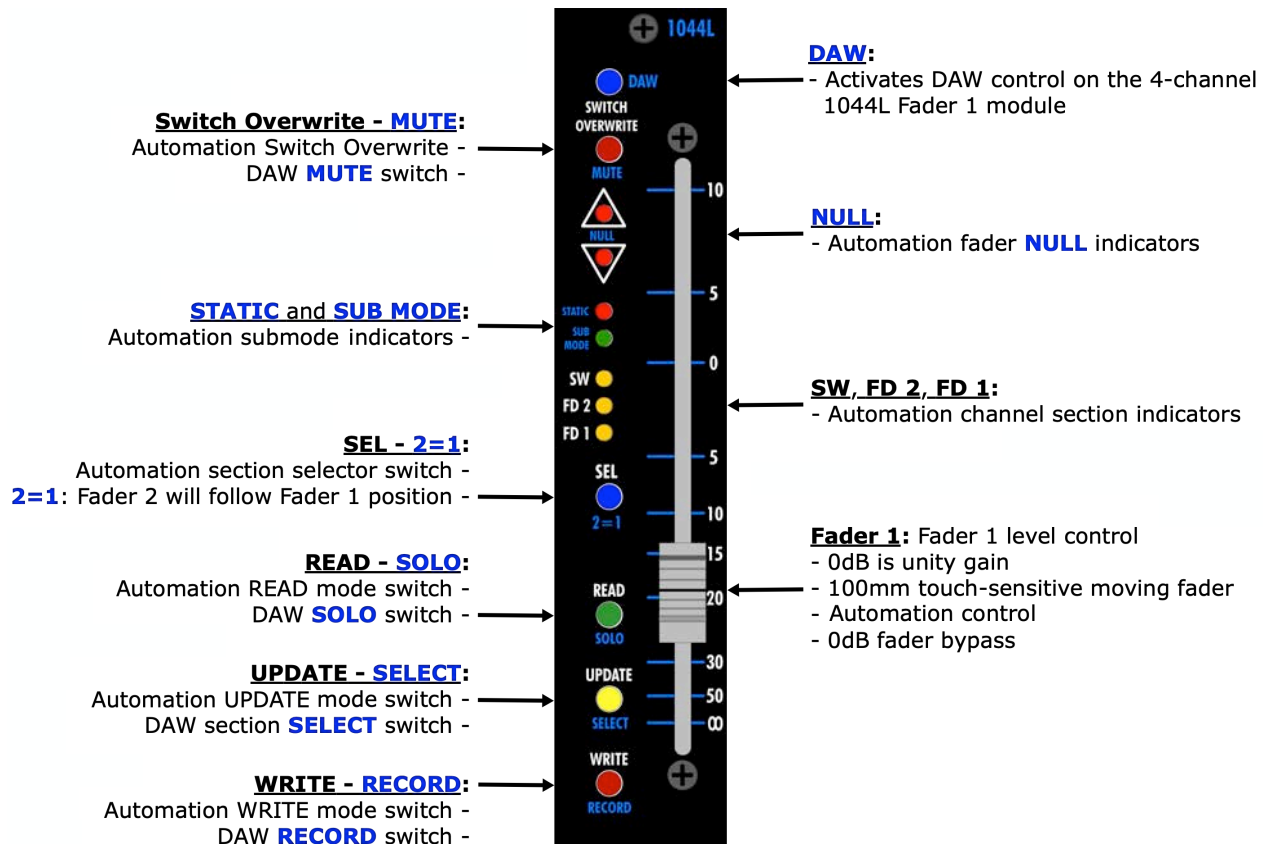 1044L
DAW
SWITCH
OVERWRITE
MUTE
NULL
STATIC
SUB
MODE
SW
FD 2
FD 1
SEL
2=1
READ
SOLO
UPDATE
SELECT
WRITE
RECORD
10
5
0
5
10
15
20
30
50
∞
Switch Overwrite - MUTE:
Automation Switch Overwrite -
DAW MUTE switch -
STATIC and SUB MODE:
Automation submode indicators -
SEL - 2=1:
Automation section selector switch -
2=1: Fader 2 will follow Fader 1 position -
READ - SOLO:
Automation READ mode switch -
DAW SOLO switch -
UPDATE - SELECT:
Automation UPDATE mode switch -
DAW section SELECT switch -
WRITE - RECORD:
Automation WRITE mode switch -
DAW RECORD switch -
DAW:
- Activates DAW control on the 4-channel
1044L Fader 1 module
NULL:
- Automation fader NULL indicators
SW, FD 2, FD 1:
- Automation channel section indicators
Fader 1: Fader 1 level control
- 0dB is unity gain
- 100mm touch-sensitive moving fader
- Automation control
- 0dB fader bypass